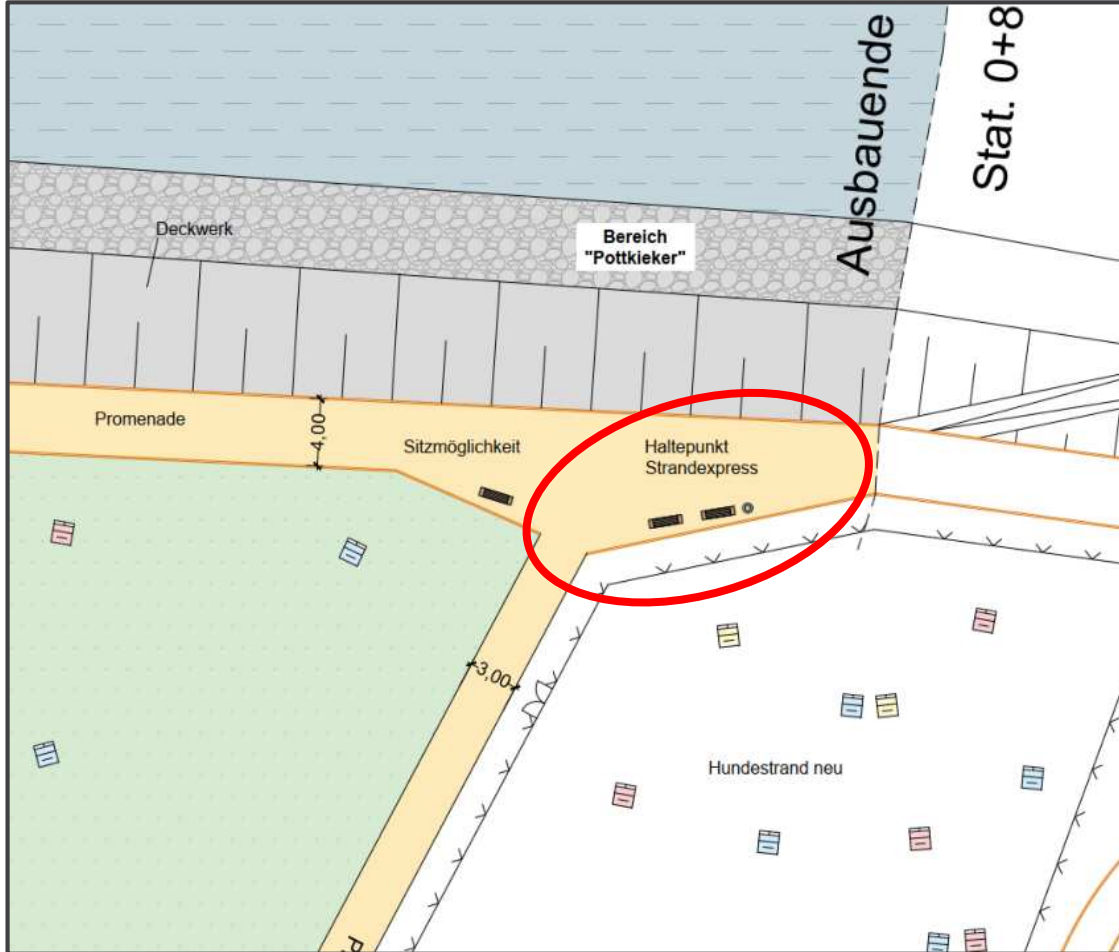 Ausbauende
Stat. 0+8
Deckwerk
Bereich
"Pottkieker"
Promenade
4,00
Sitzmöglichkeit
Haltepunkt
Strandexpress
3,00
Hundestrand neu
P